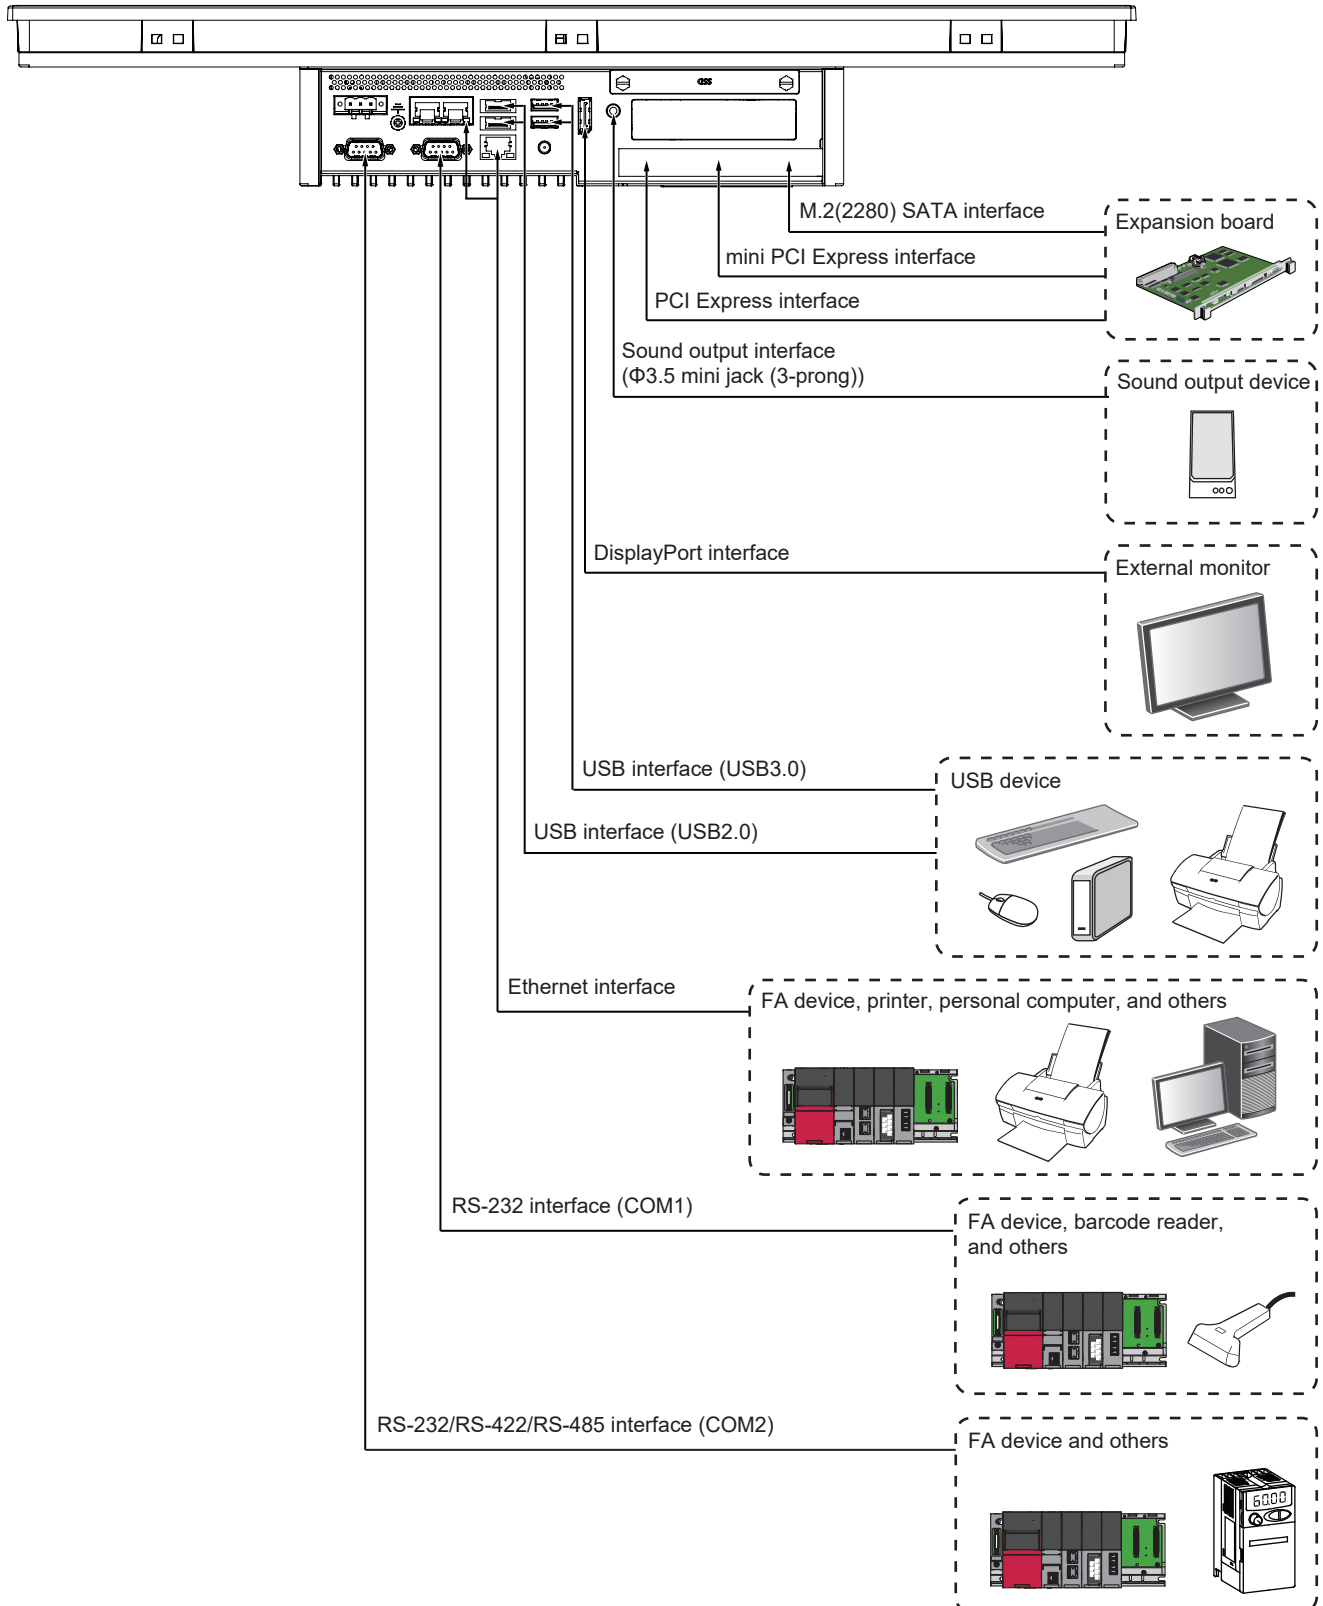 SSD
M.2(2280) SATA interface
Expansion board
mini PCI Express interface
PCI Express interface
Sound output interface
(Φ3.5 mini jack (3-prong))
Sound output device
DisplayPort interface
External monitor
USB interface (USB3.0)
USB device
USB interface (USB2.0)
Ethernet interface
FA device, printer, personal computer, and others
RS-232 interface (COM1)
FA device, barcode reader,
and others
RS-232/RS-422/RS-485 interface (COM2)
FA device and others
60.00